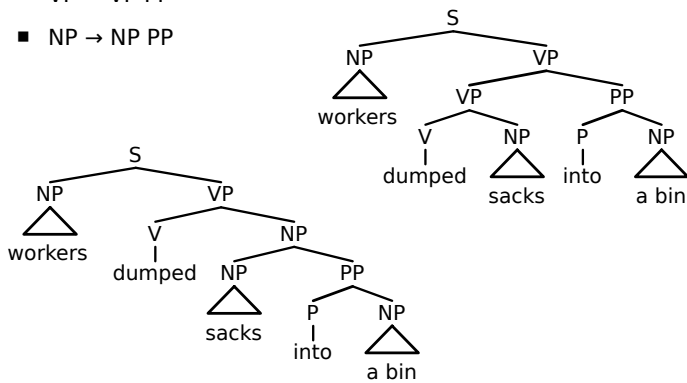 ■ NP → NP PP
S
NP VP
workers
VP PP
V NP P NP
dumped sacks into a bin
S
NP VP
workers
V NP
dumped
NP PP
sacks
P NP
into
a bin